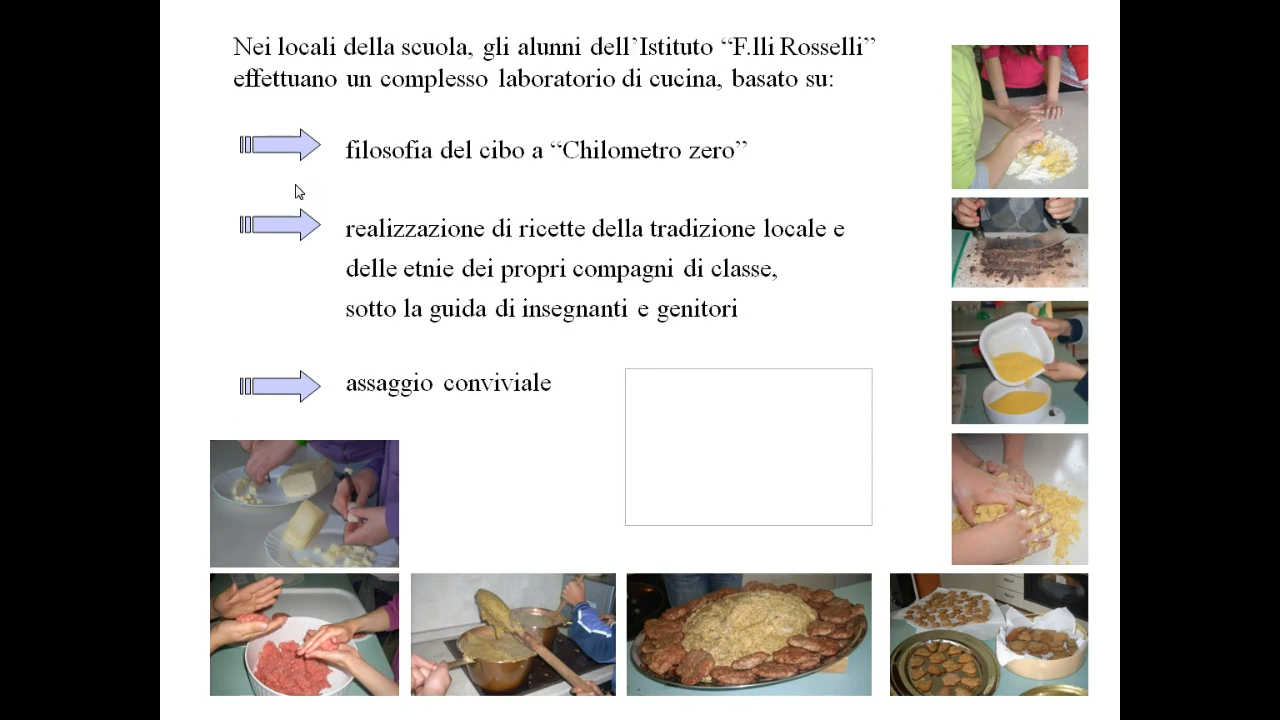 Nei locali della scuola, gli alunni dell'Istituto “F.lli Rosselli”
effettuano un complesso laboratorio di cucina, basato su:
filosofia del cibo a “Chilometro zero”
realizzazione di ricette della tradizione locale e
delle etnie dei propri compagni di classe,
sotto la guida di insegnanti e genitori
assaggio conviviale